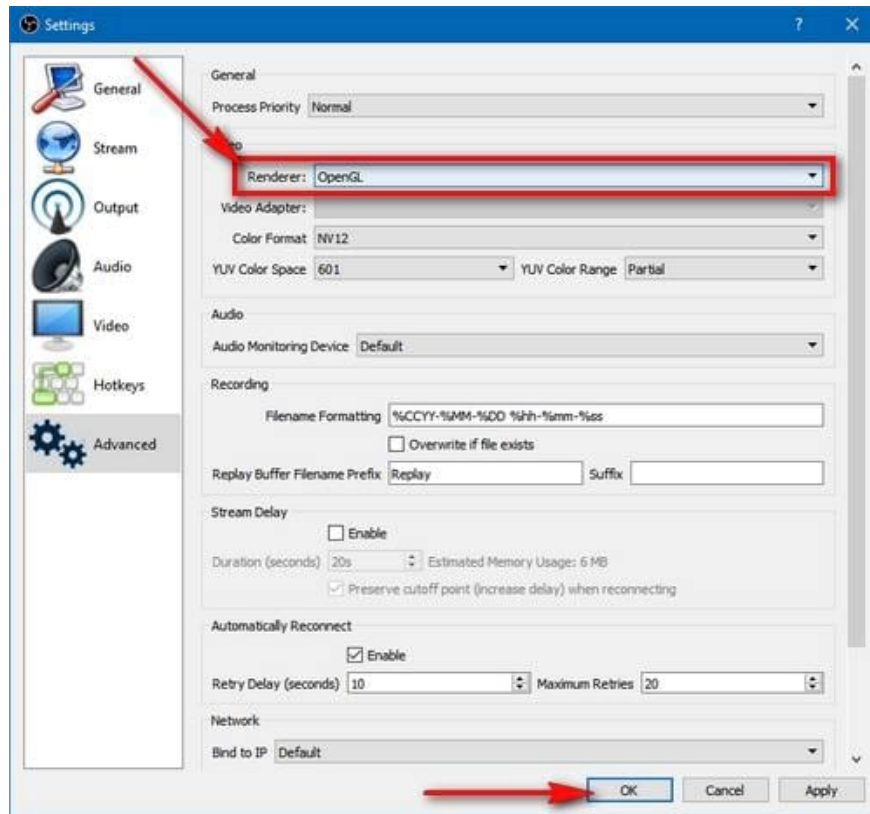 Settings
General
Stream
Output
Audio
Video
Hotkeys
Advanced
General
Process Priority Normal
Renderer: OpenGL
Video Adapter:
Color Format NV12
YUV Color Space 601 YUV Color Range Partial
Audio
Audio Monitoring Device Default
Recording
Filename Formatting %CCYY-%MM-%DD %hh-%mm-%ss
Overwrite if file exists
Replay Buffer Filename Prefix Replay Suffix
Stream Delay
Enable
Duration (seconds) 20s Estimated Memory Usage: 6 MB
Preserve cutoff point (increase delay) when reconnecting
Automatically Reconnect
Enable
Retry Delay (seconds) 10 Maximum Retries 20
Network
Bind to IP Default
OK Cancel Apply